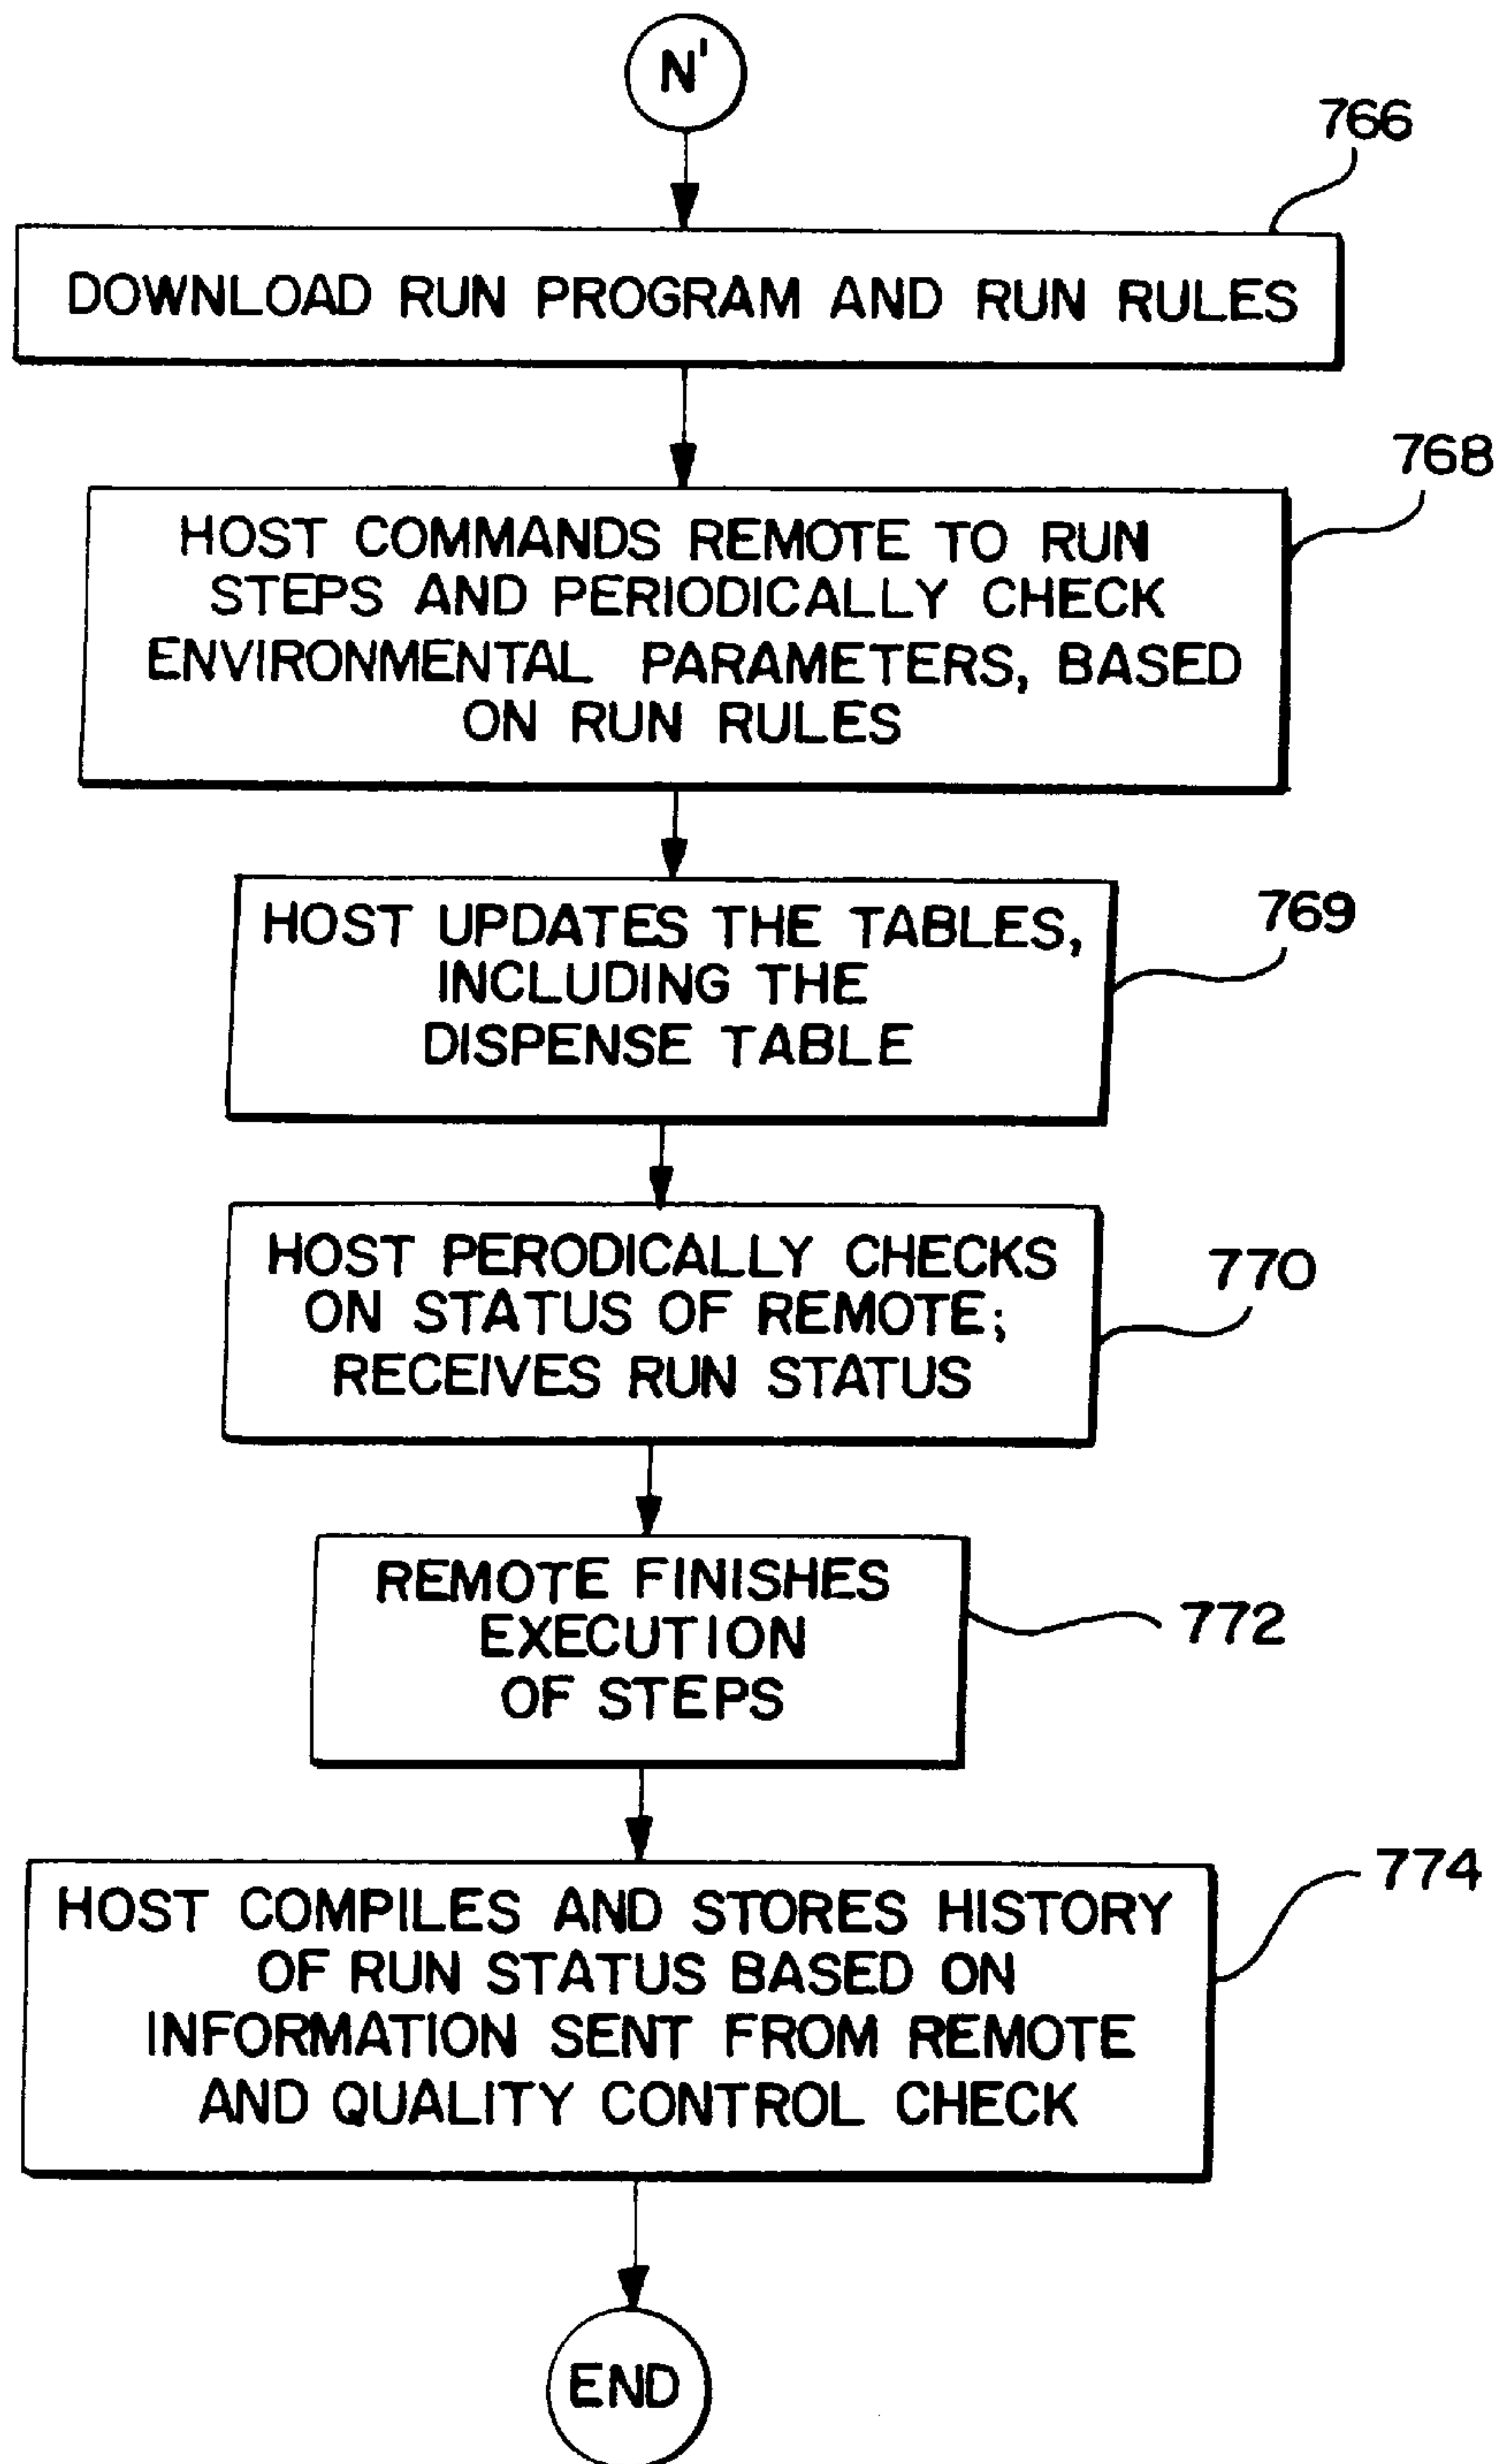 N'
766
DOWNLOAD RUN PROGRAM AND RUN RULES
768
HOST COMMANDS REMOTE TO RUN
STEPS AND PERIODICALLY CHECK
ENVIRONMENTAL PARAMETERS, BASED
ON RUN RULES
769
HOST UPDATES THE TABLES,
INCLUDING THE
DISPENSE TABLE
770
HOST PERODICALLY CHECKS
ON STATUS OF REMOTE;
RECEIVES RUN STATUS
772
REMOTE FINISHES
EXECUTION
OF STEPS
774
HOST COMPILES AND STORES HISTORY
OF RUN STATUS BASED ON
INFORMATION SENT FROM REMOTE
AND QUALITY CONTROL CHECK
END